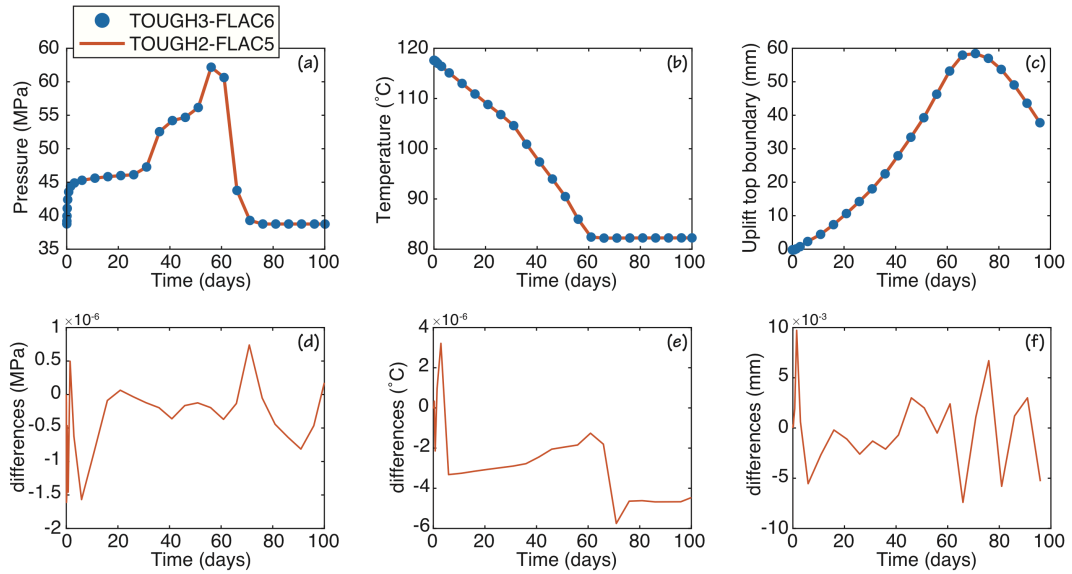 TOUGH3-FLAC6
TOUGH2-FLAC5
(a)
Pressure (MPa)
60
55
50
45
40
35
0 20 40 60 80 100
Time (days)
(b)
Temperature (˚C)
120
110
100
90
80
0 20 40 60 80 100
Time (days)
(c)
Uplift top boundary (mm)
60
50
40
30
20
10
0
0 20 40 60 80 100
Time (days)
×10⁻⁶
(d)
differences (MPa)
1
0.5
0
-0.5
-1
-1.5
-2
0 20 40 60 80 100
Time (days)
×10⁻⁶
(e)
differences (˚C)
4
2
0
-2
-4
-6
0 20 40 60 80 100
Time (days)
×10⁻³
(f)
differences (mm)
10
5
0
-5
-10
0 20 40 60 80 100
Time (days)